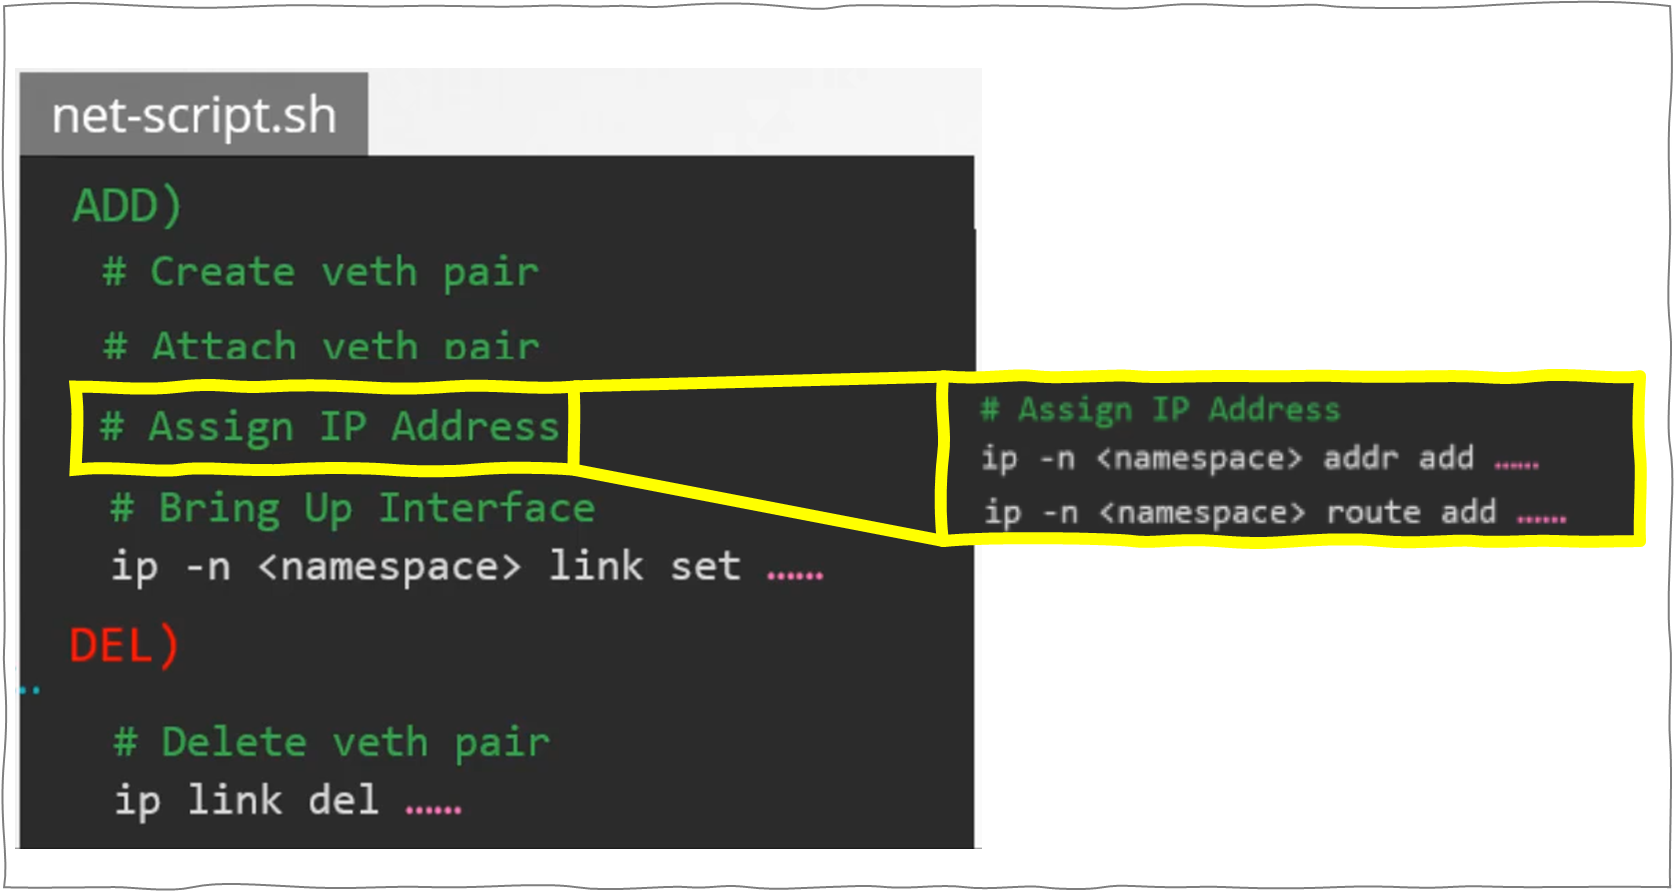 net-script.sh
ADD)
# Create veth pair
# Attach veth pair
# Assign IP Address
# Bring Up Interface
ip -n <namespace> link set ......
DEL)
# Delete veth pair
ip link del ......
# Assign IP Address
ip -n <namespace> addr add ......
ip -n <namespace> route add ......